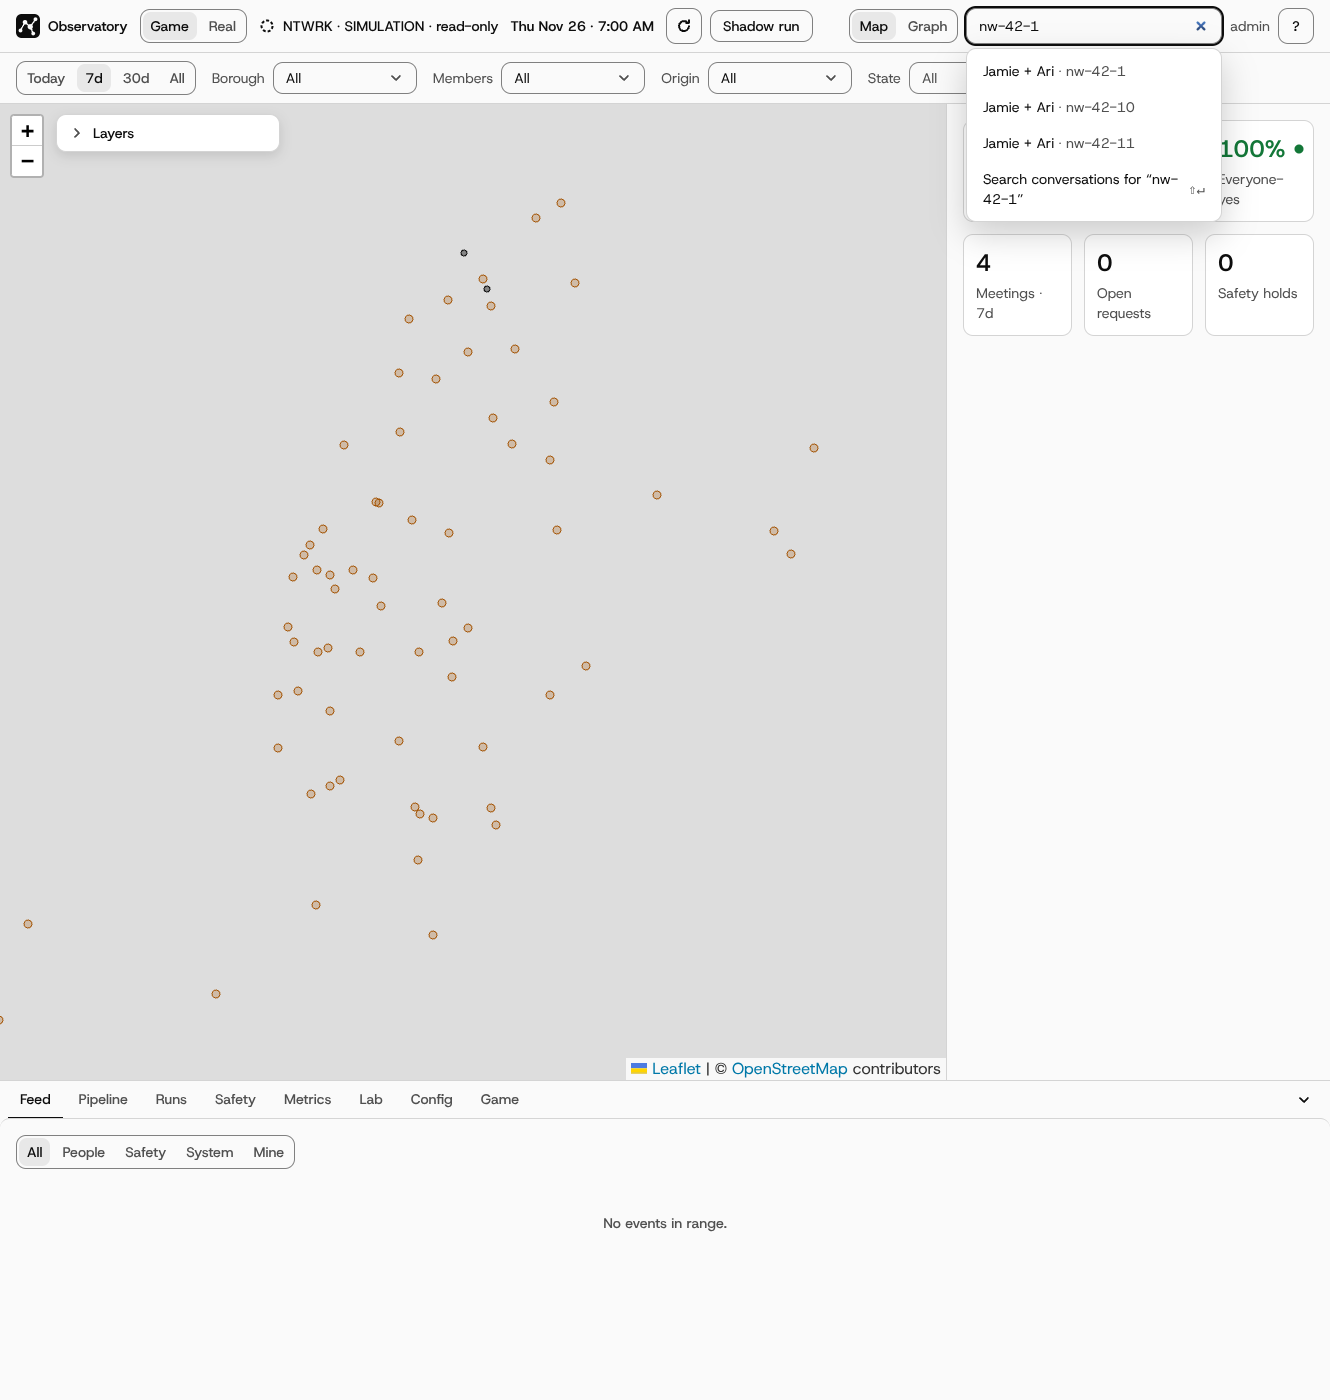 Observatory
Game Real
NTWRK · SIMULATION · read-only Thu Nov 26 · 7:00 AM
Shadow run
Map Graph
nw-42-1
admin
?
Today 7d 30d All
Borough All
Members All
Origin All
State All
Jamie + Ari · nw-42-1
Jamie + Ari · nw-42-10
Jamie + Ari · nw-42-11
Search conversations for “nw-
42-1”
⇧↵
+
−
Layers
100%
Everyone-
yes
4
Meetings ·
7d
0
Open
requests
0
Safety holds
Leaflet | © OpenStreetMap contributors
Feed Pipeline Runs Safety Metrics Lab Config Game
All People Safety System Mine
No events in range.